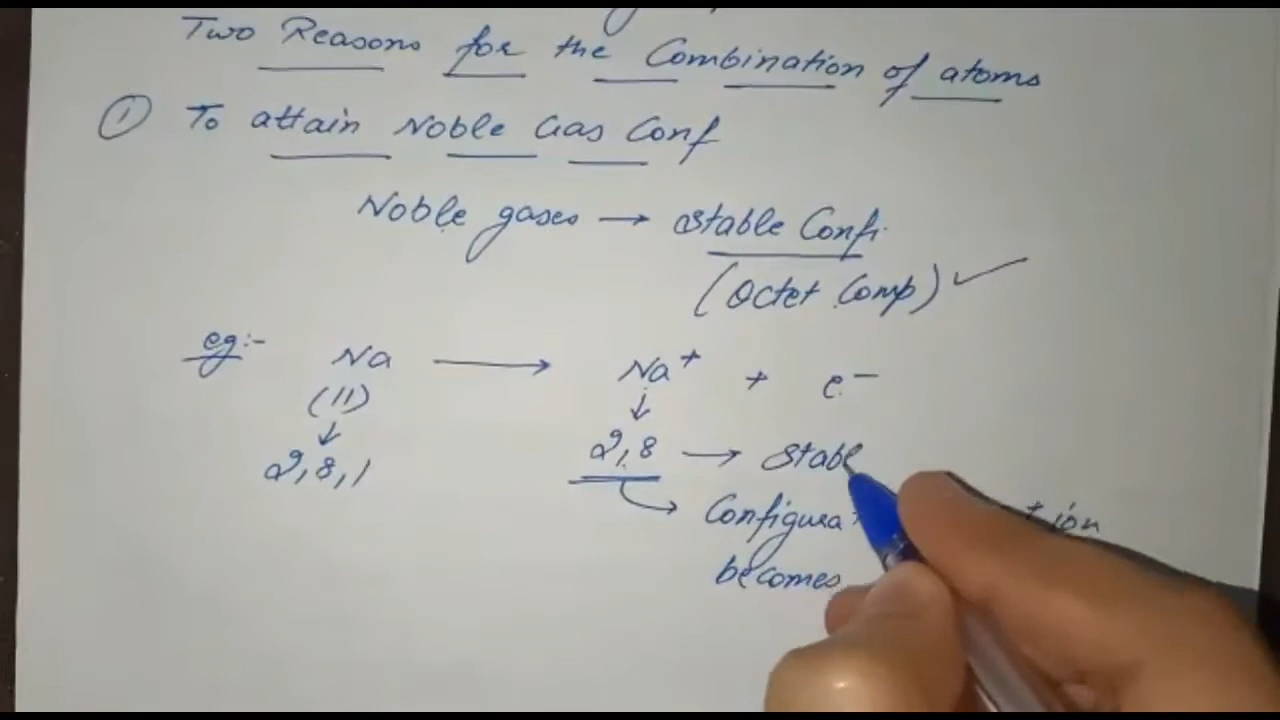 Two Reasons for the Combination of atoms
① To attain Noble Gas Conf
Noble gases → Stable Confi.
(Octet Comp) ✓
eg:- Na → Na⁺ + e⁻
(11) ↓
↓ 2,8 → Stabl
2,8,1
Configura
becomes